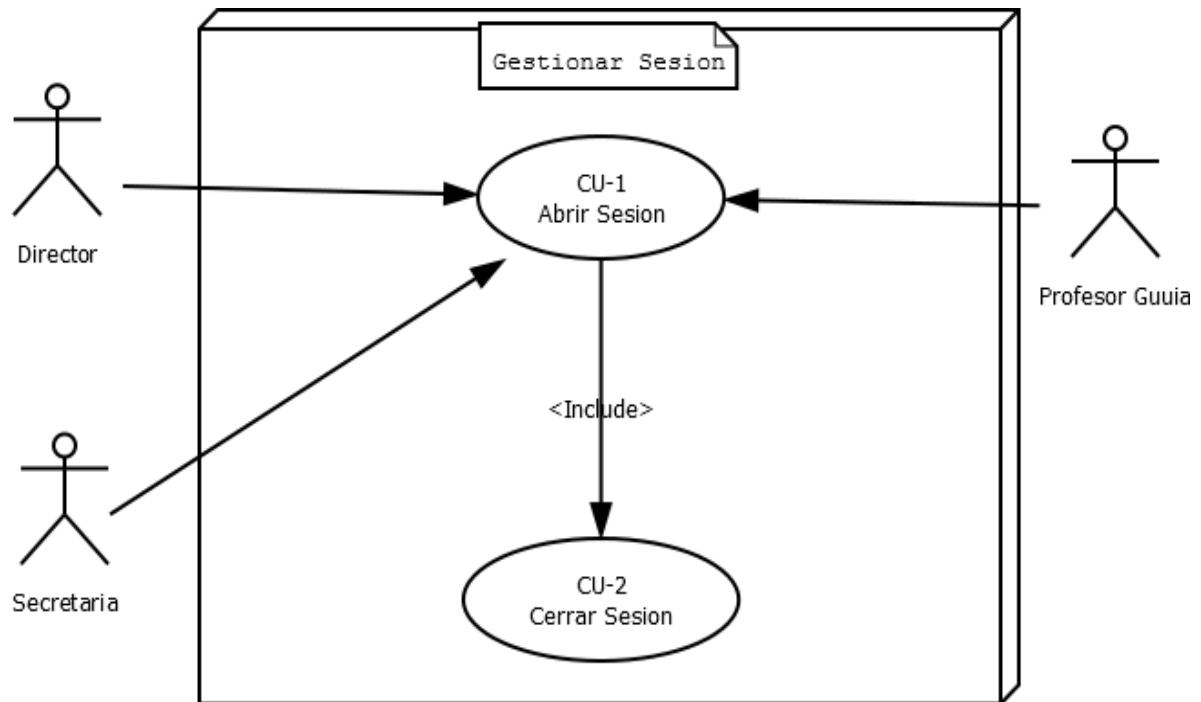 Gestionar Sesion
CU-1
Abrir Sesion
Director
Profesor Guuia
<Include>
CU-2
Cerrar Sesion
Secretaria